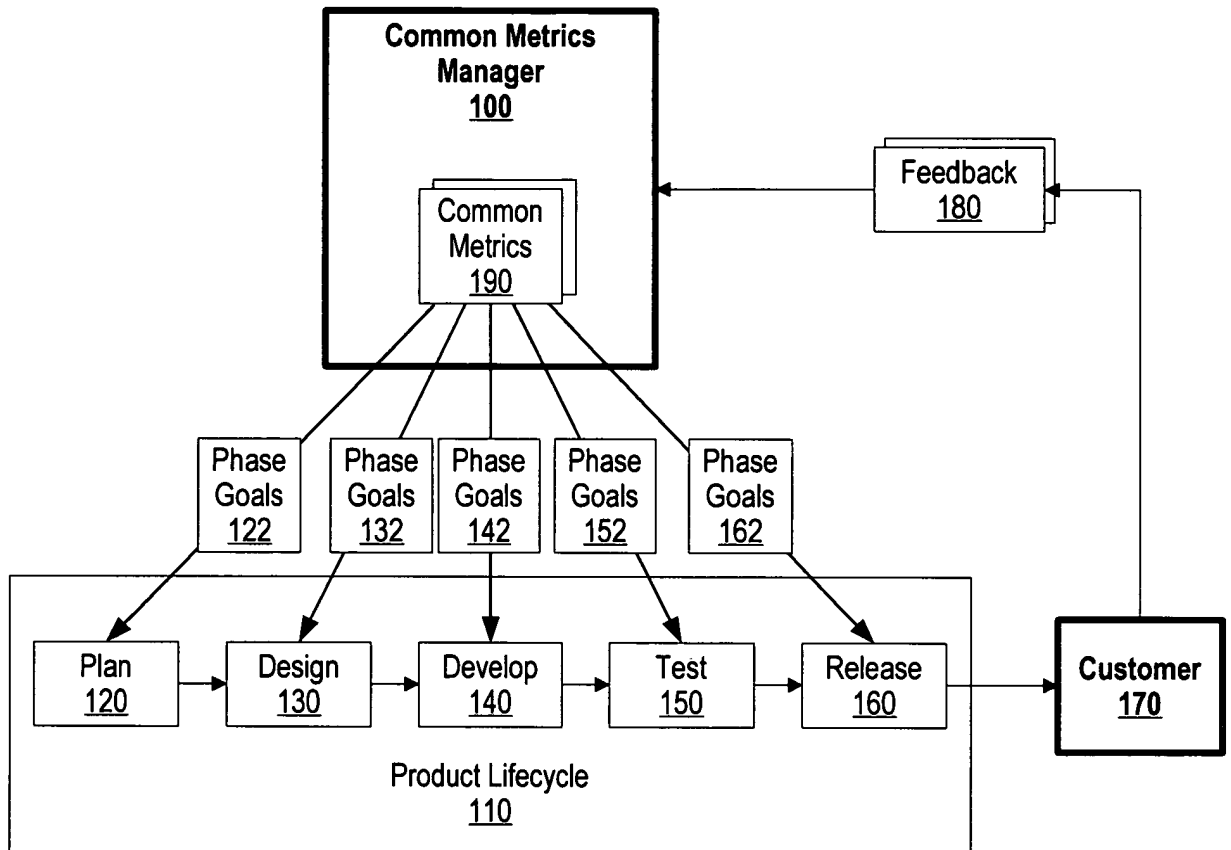 Common Metrics
Manager
100
Feedback
180
Common
Metrics
190
Phase
Goals
122
Phase
Goals
132
Phase
Goals
142
Phase
Goals
152
Phase
Goals
162
Plan
120
Design
130
Develop
140
Test
150
Release
160
Customer
170
Product Lifecycle
110